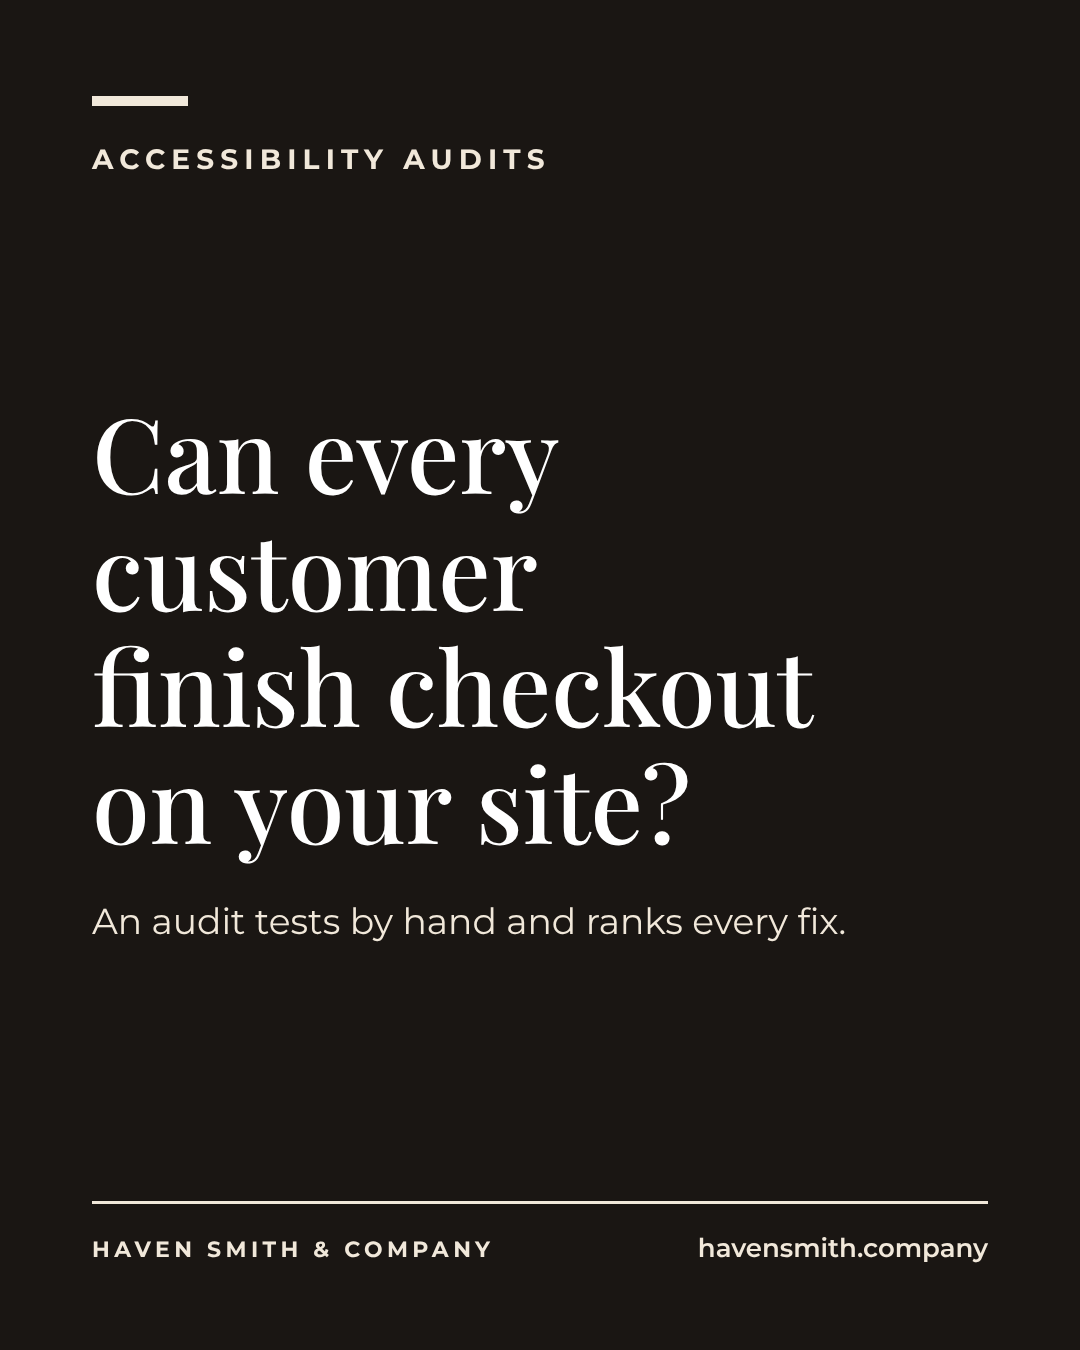 ACCESSIBILITY AUDITS
Can every
customer
finish checkout
on your site?
An audit tests by hand and ranks every fix.
HAVEN SMITH & COMPANY
havensmith.company